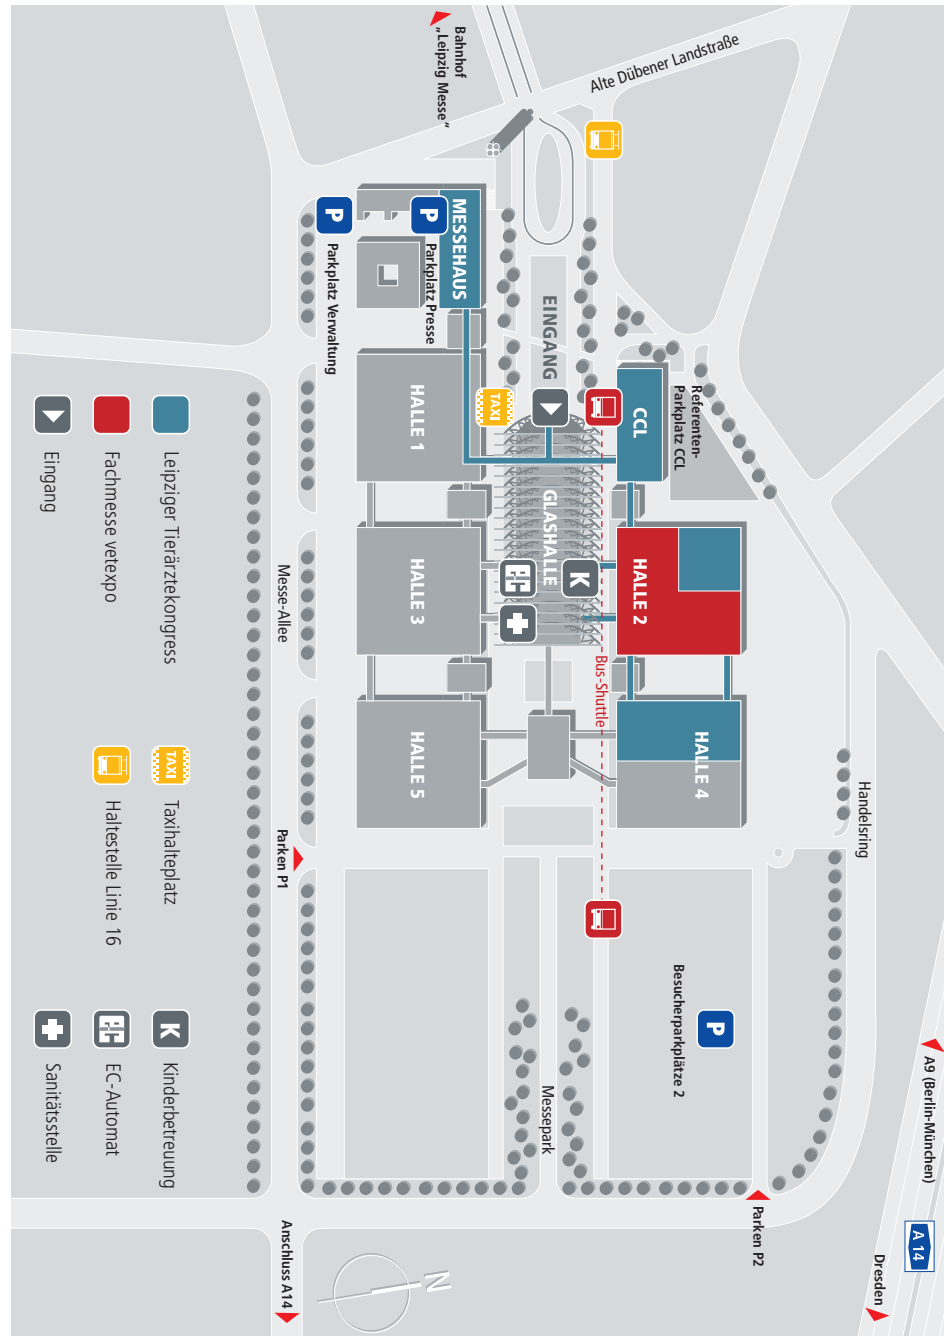 Bahnhof
„Leipzig Messe“
Alte Dübener Landstraße
P
Parkplatz Verwaltung
P
Parkplatz Presse
MESSEHAUS
EINGANG
TAXI
Referenten-
Parkplatz CCL
CCL
HALLE 1
GLASHALLE
HALLE 2
HALLE 3
EC
K
Bus-Shuttle
HALLE 4
HALLE 5
Messe-Allee
Handelsring
Parken P1
P
Besucherparkplätze 2
Messepark
A9 (Berlin-München)
A 14
Dresden
Parken P2
Anschluss A14
N
Leipziger Tierärztekongress
Fachmesse vetexpo
Eingang
TAXI
Taxihalteplatz
Haltestelle Linie 16
K
Kinderbetreuung
EC
EC-Automat
Sanitätsstelle